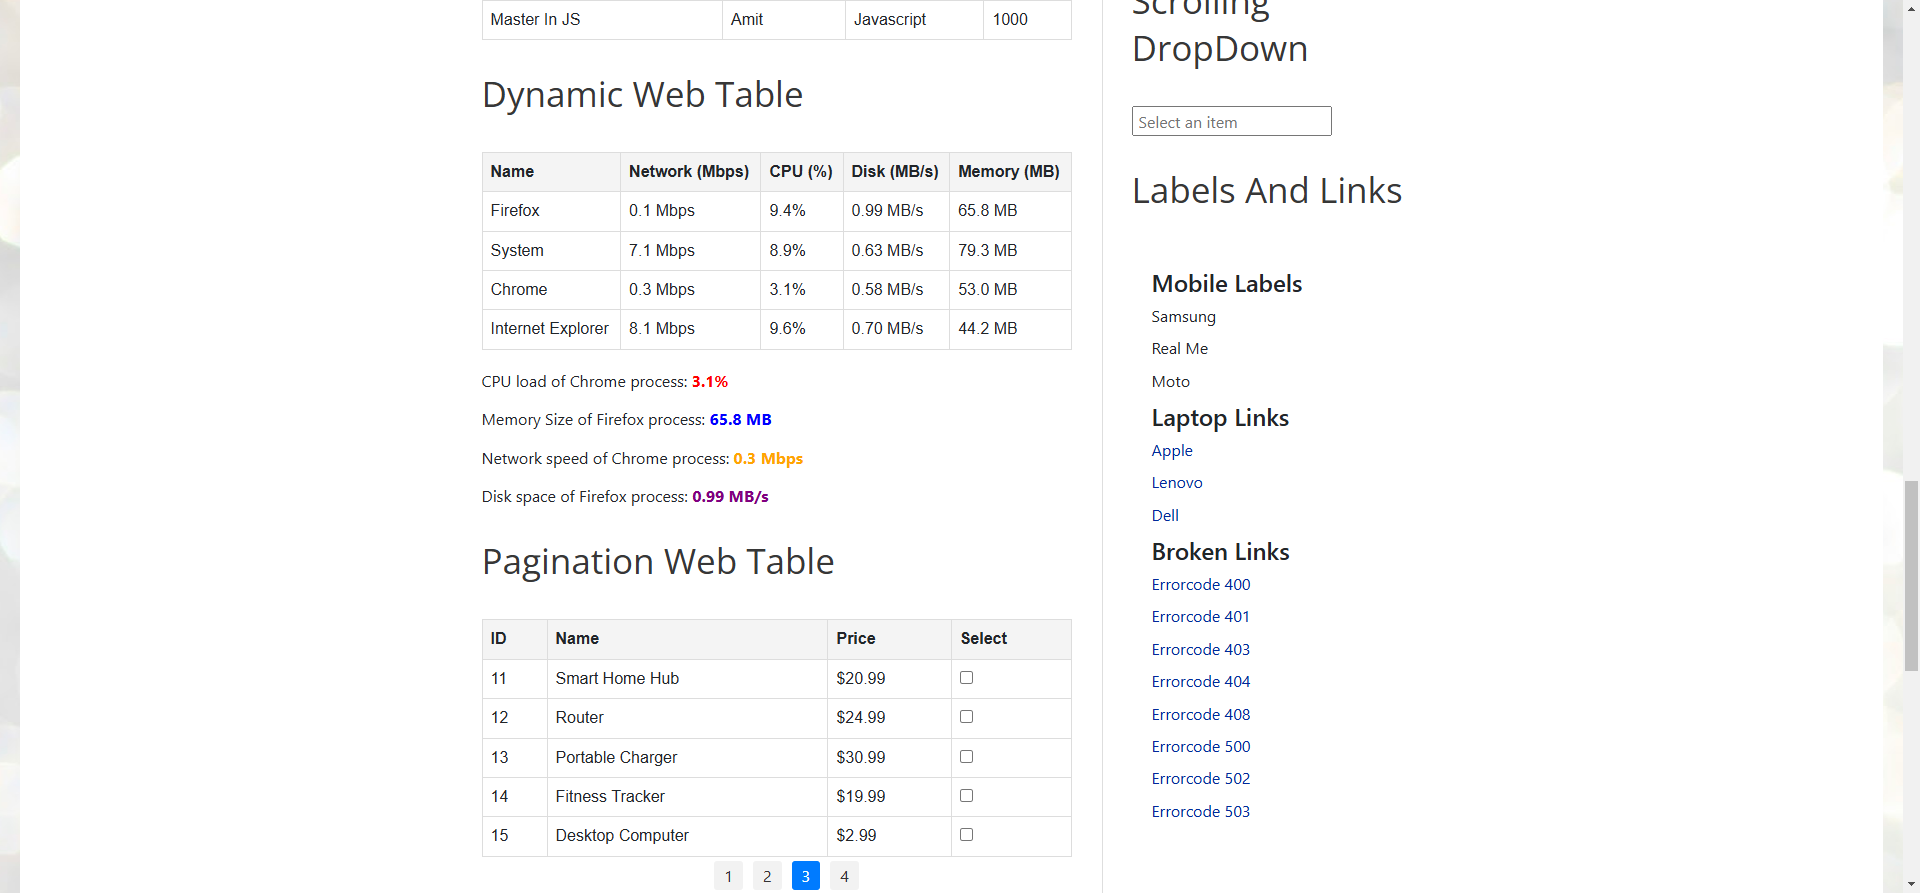 Master In JS Amit Javascript 1000
Dynamic Web Table
Name Network (Mbps) CPU (%) Disk (MB/s) Memory (MB)
Firefox 0.1 Mbps 9.4% 0.99 MB/s 65.8 MB
System 7.1 Mbps 8.9% 0.63 MB/s 79.3 MB
Chrome 0.3 Mbps 3.1% 0.58 MB/s 53.0 MB
Internet Explorer 8.1 Mbps 9.6% 0.70 MB/s 44.2 MB
CPU load of Chrome process: 3.1%
Memory Size of Firefox process: 65.8 MB
Network speed of Chrome process: 0.3 Mbps
Disk space of Firefox process: 0.99 MB/s
Pagination Web Table
ID Name Price Select
11 Smart Home Hub $20.99
12 Router $24.99
13 Portable Charger $30.99
14 Fitness Tracker $19.99
15 Desktop Computer $2.99
1 2 3 4
Scrolling
DropDown
Select an item
Labels And Links
Mobile Labels
Samsung
Real Me
Moto
Laptop Links
Apple
Lenovo
Dell
Broken Links
Errorcode 400
Errorcode 401
Errorcode 403
Errorcode 404
Errorcode 408
Errorcode 500
Errorcode 502
Errorcode 503